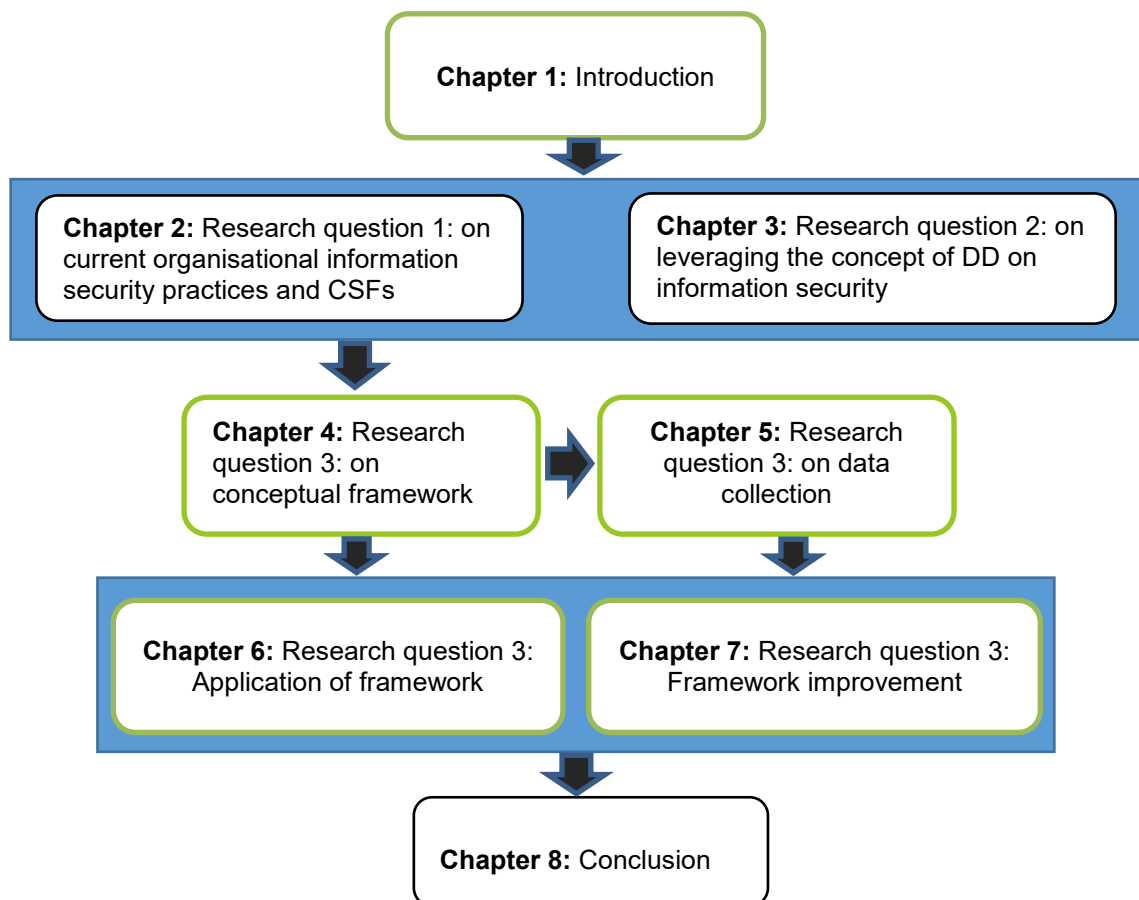 Chapter 1: Introduction
Chapter 2: Research question 1: on
current organisational information
security practices and CSFs
Chapter 3: Research question 2: on
leveraging the concept of DD on
information security
Chapter 4: Research
question 3: on
conceptual framework
Chapter 5: Research
question 3: on data
collection
Chapter 6: Research question 3:
Application of framework
Chapter 7: Research question 3:
Framework improvement
Chapter 8: Conclusion